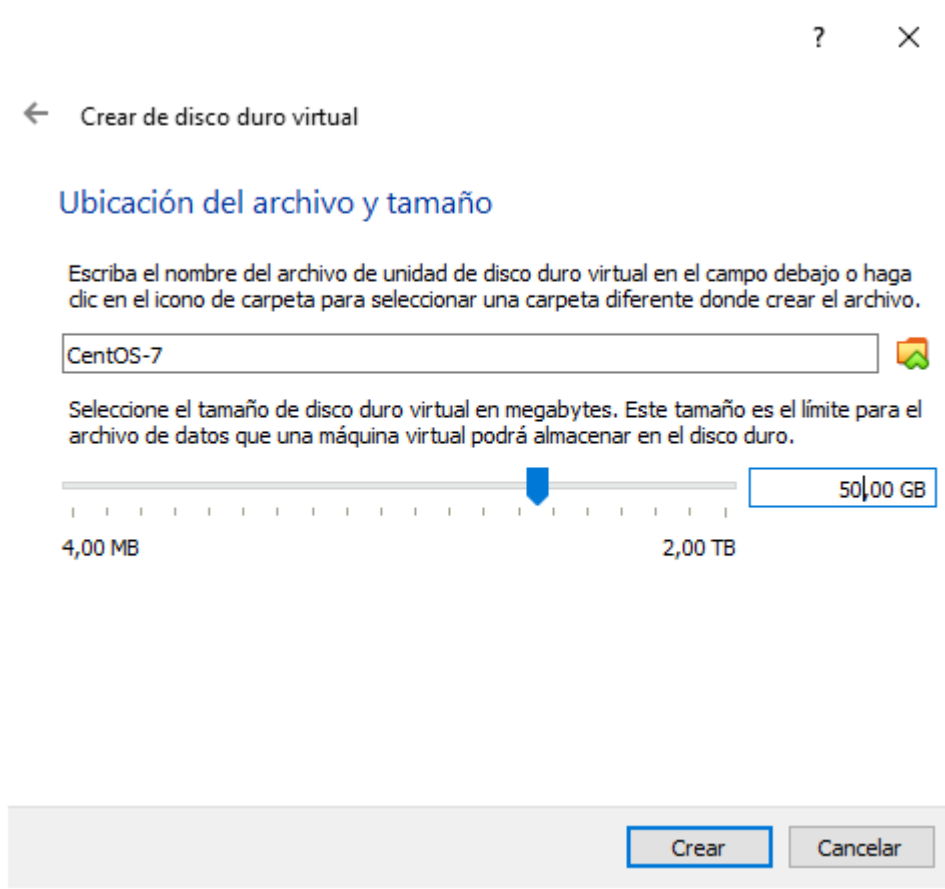 ?
Crear de disco duro virtual
Ubicación del archivo y tamaño
Escriba el nombre del archivo de unidad de disco duro virtual en el campo debajo o haga
clic en el icono de carpeta para seleccionar una carpeta diferente donde crear el archivo.
CentOS-7
Seleccione el tamaño de disco duro virtual en megabytes. Este tamaño es el límite para el
archivo de datos que una máquina virtual podrá almacenar en el disco duro.
50,00 GB
4,00 MB 2,00 TB
Crear Cancelar